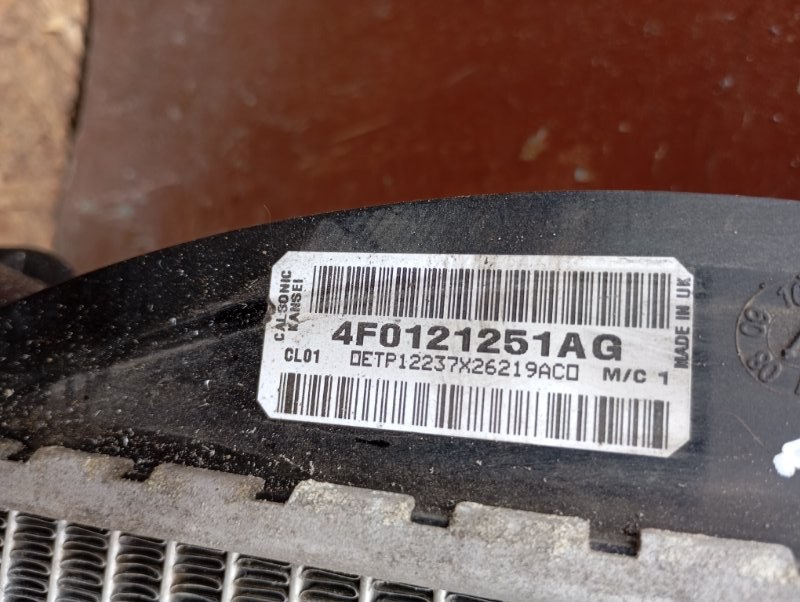 CALSONIC
KANSEI
4F0121251AG
CL01 □ETP12237X26219AC□ M/C 1
MADE IN UK